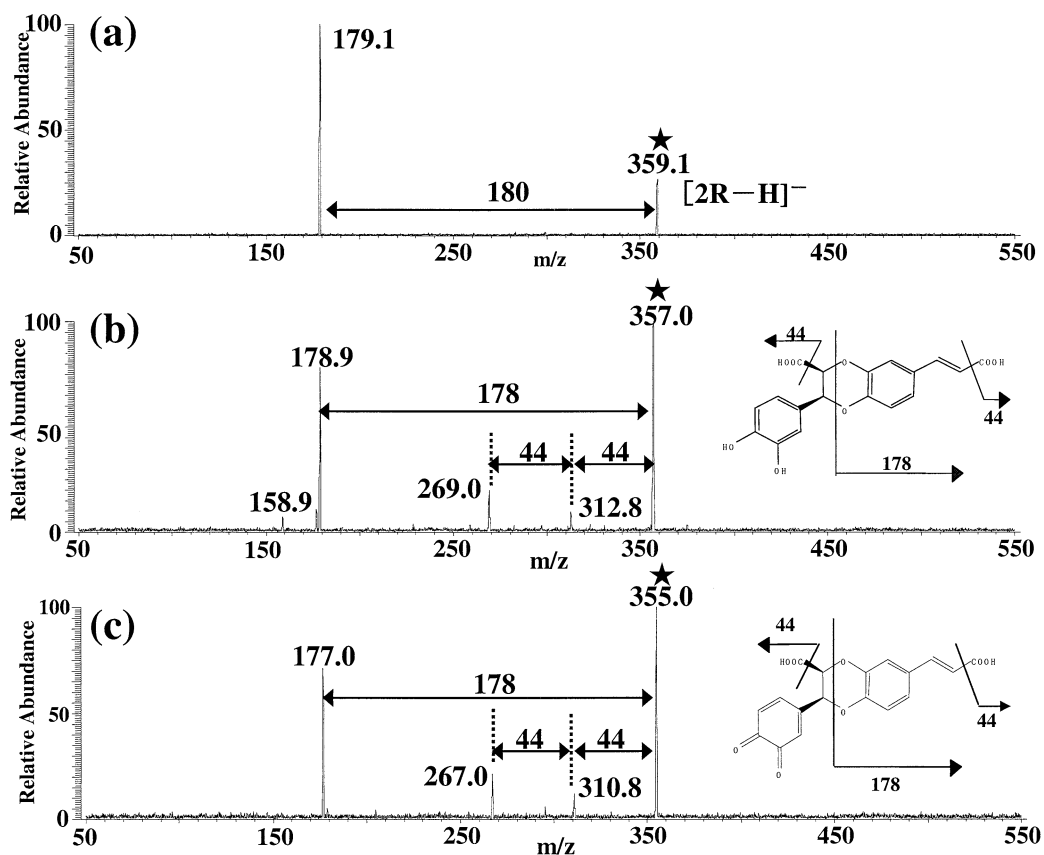 (a)
Relative Abundance
100
50
0
179.1
180
★
359.1
[2R—H]⁻
50 150 250 350 450 550
m/z
(b)
Relative Abundance
100
50
0
★
357.0
178.9
178
44 44
269.0
312.8
158.9
50 150 250 350 450 550
m/z
44
HOOC O COOH
O
44
HO
OH
178
(c)
Relative Abundance
100
50
0
★
355.0
177.0
178
44 44
267.0
310.8
50 150 250 350 450 550
m/z
44
HOOC O COOH
O
44
O
O
178